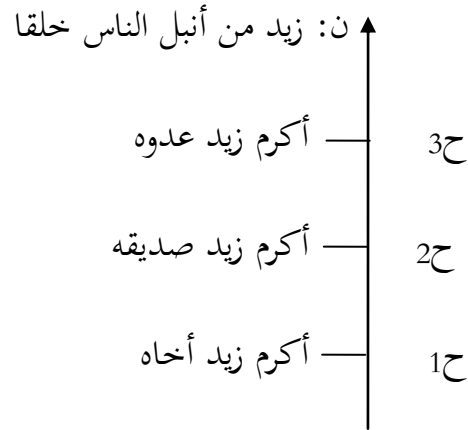 ن: زيد من أنبل الناس خلقا
ح3 أكرم زيد عدوه
ح2 أكرم زيد صديقه
ح1 أكرم زيد أخاه